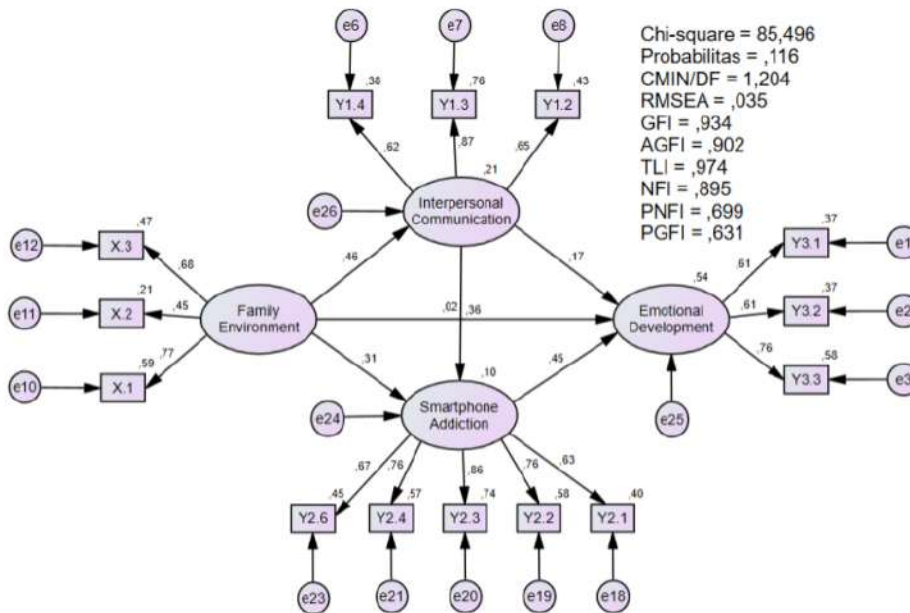 e6
e7
e8
Chi-square = 85,496
Probabilitas = ,116
CMIN/DF = 1,204
RMSEA = ,035
GFI = ,934
AGFI = ,902
TLI = ,974
NFI = ,895
PNFI = ,699
PGFI = ,631
,38
,76
,43
Y1.4
Y1.3
Y1.2
,62
,87
,65
,21
Interpersonal
Communication
e26
,47
e12
X.3
,68
,46
,17
,37
Y3.1
e1
,61
,54
,21
e11
X.2
,45
Family
Environment
,02
,36
Emotional
Development
,61
,37
Y3.2
e2
,59
e10
X.1
,77
,31
,45
,76
,58
Y3.3
e3
,10
Smartphone
Addiction
e24
e25
,67
,76
,86
,76
,63
,45
,57
,74
,58
,40
Y2.6
Y2.4
Y2.3
Y2.2
Y2.1
e23
e21
e20
e19
e18